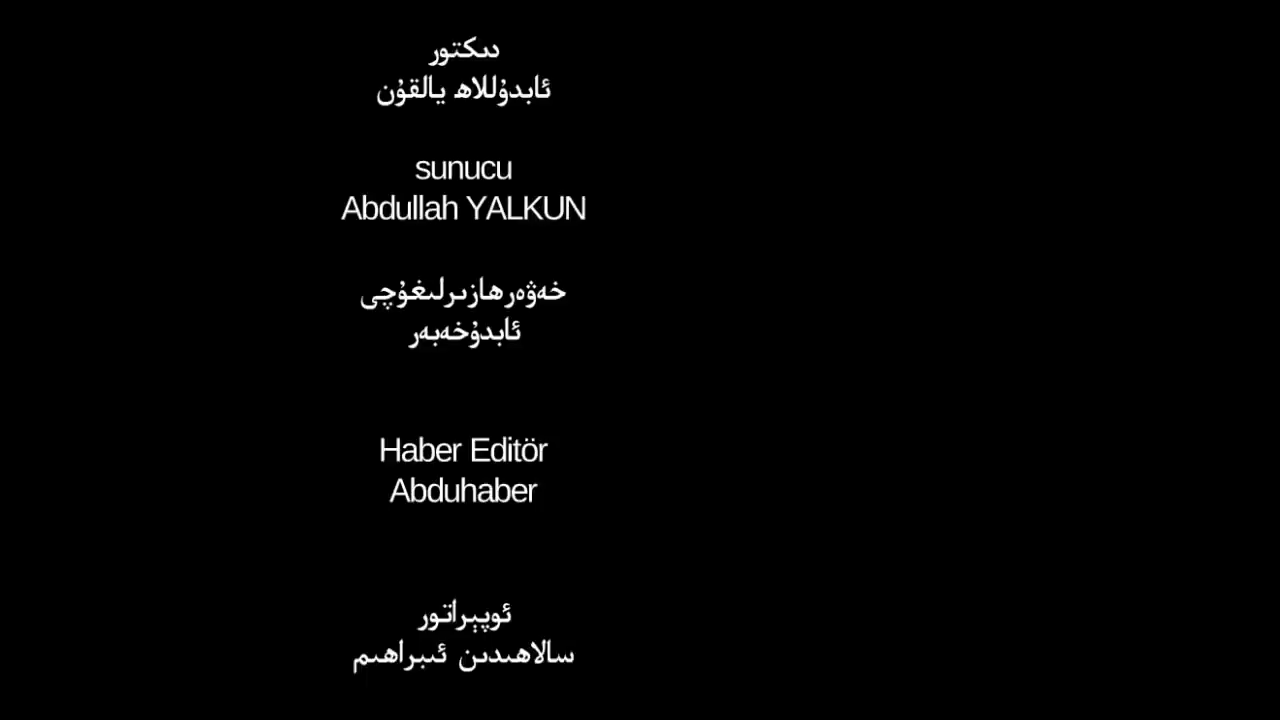 دىكتور
ئابدۇللاھ يالقۇن
sunucu
Abdullah YALKUN
خەۋەرھازىرلىغۇچى
ئابدۇخەبەر
Haber Editör
Abduhaber
ئوپېراتور
سالاھىدىن ئىبراھىم